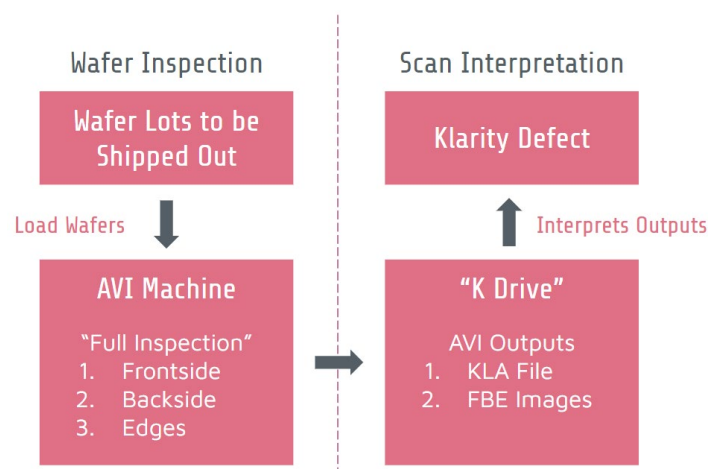 Wafer Inspection
Wafer Lots to be
Shipped Out
Load Wafers
AVI Machine
"Full Inspection"
1. Frontside
2. Backside
3. Edges
Scan Interpretation
Klarity Defect
Interprets Outputs
“K Drive”
AVI Outputs
1. KLA File
2. FBE Images